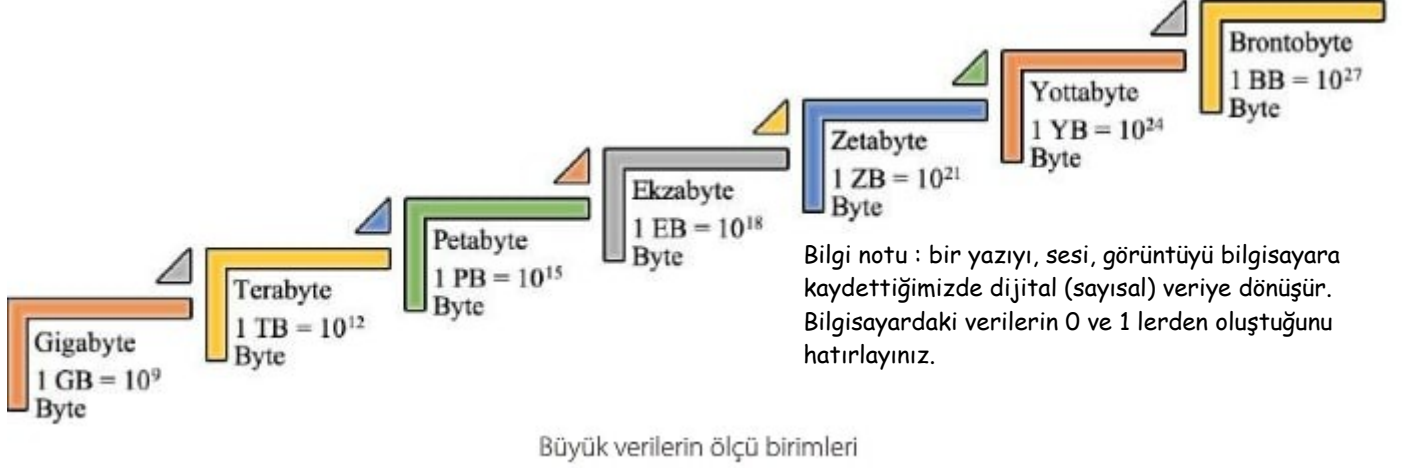 Gigabyte
1 GB = 10⁹
Byte
Terabyte
1 TB = 10¹²
Byte
Petabyte
1 PB = 10¹⁵
Byte
Ekzabyte
1 EB = 10¹⁸
Byte
Zetabyte
1 ZB = 10²¹
Byte
Yottabyte
1 YB = 10²⁴
Byte
Brontobyte
1 BB = 10²⁷
Byte
Bilgi notu : bir yazıyı, sesi, görüntüyü bilgisayara
kaydettiğimizde dijital (sayısal) veriye dönüşür.
Bilgisayardaki verilerin 0 ve 1 lerden oluştuğunu
hatırlayınız.
Büyük verilerin ölçü birimleri